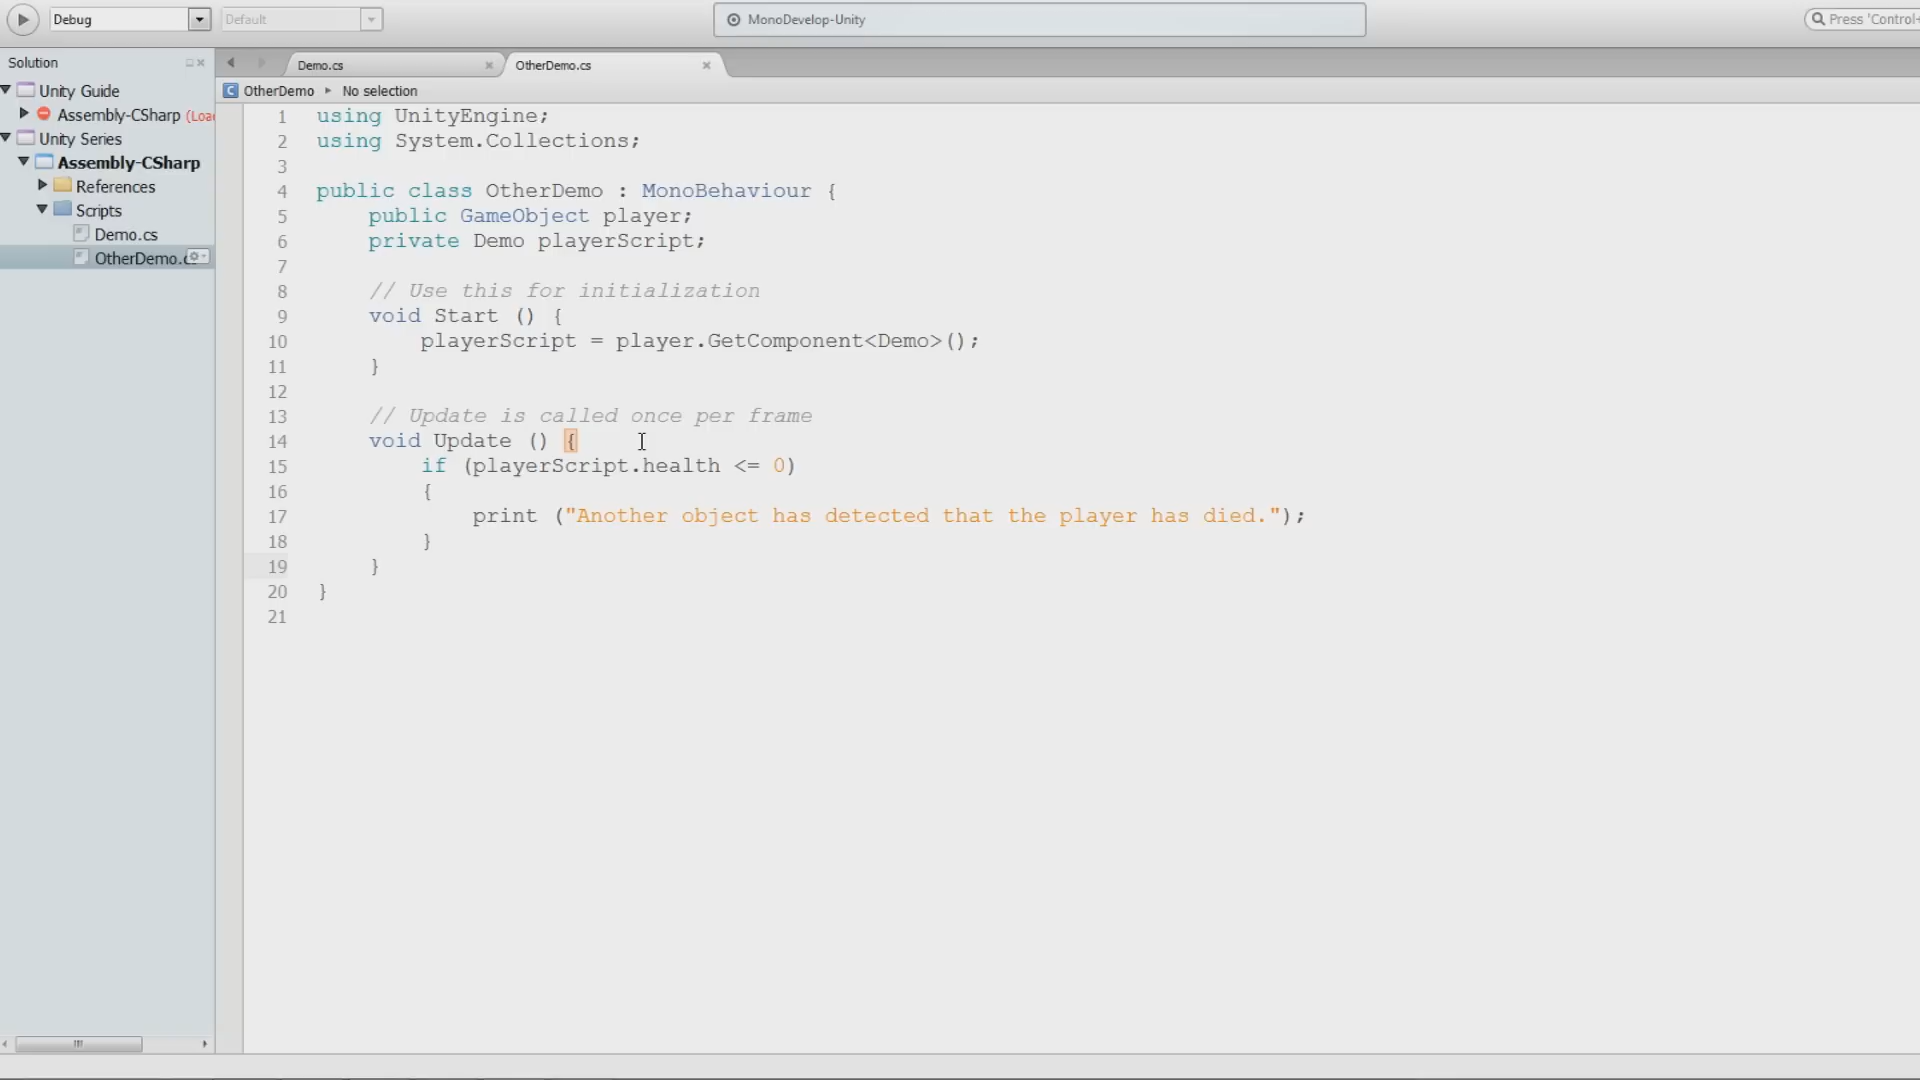 Debug
Default
MonoDevelop-Unity
Press 'Control+
Solution
Demo.cs
OtherDemo.cs
Unity Guide
OtherDemo
No selection
Assembly-CSharp (Loa
Unity Series
Assembly-CSharp
References
Scripts
Demo.cs
OtherDemo.c
1 using UnityEngine;
2 using System.Collections;
3
4 public class OtherDemo : MonoBehaviour {
5 public GameObject player;
6 private Demo playerScript;
7
8 // Use this for initialization
9 void Start () {
10 playerScript = player.GetComponent<Demo>();
11 }
12
13 // Update is called once per frame
14 void Update () {
15 if (playerScript.health <= 0)
16 {
17 print ("Another object has detected that the player has died.");
18 }
19 }
20 }
21